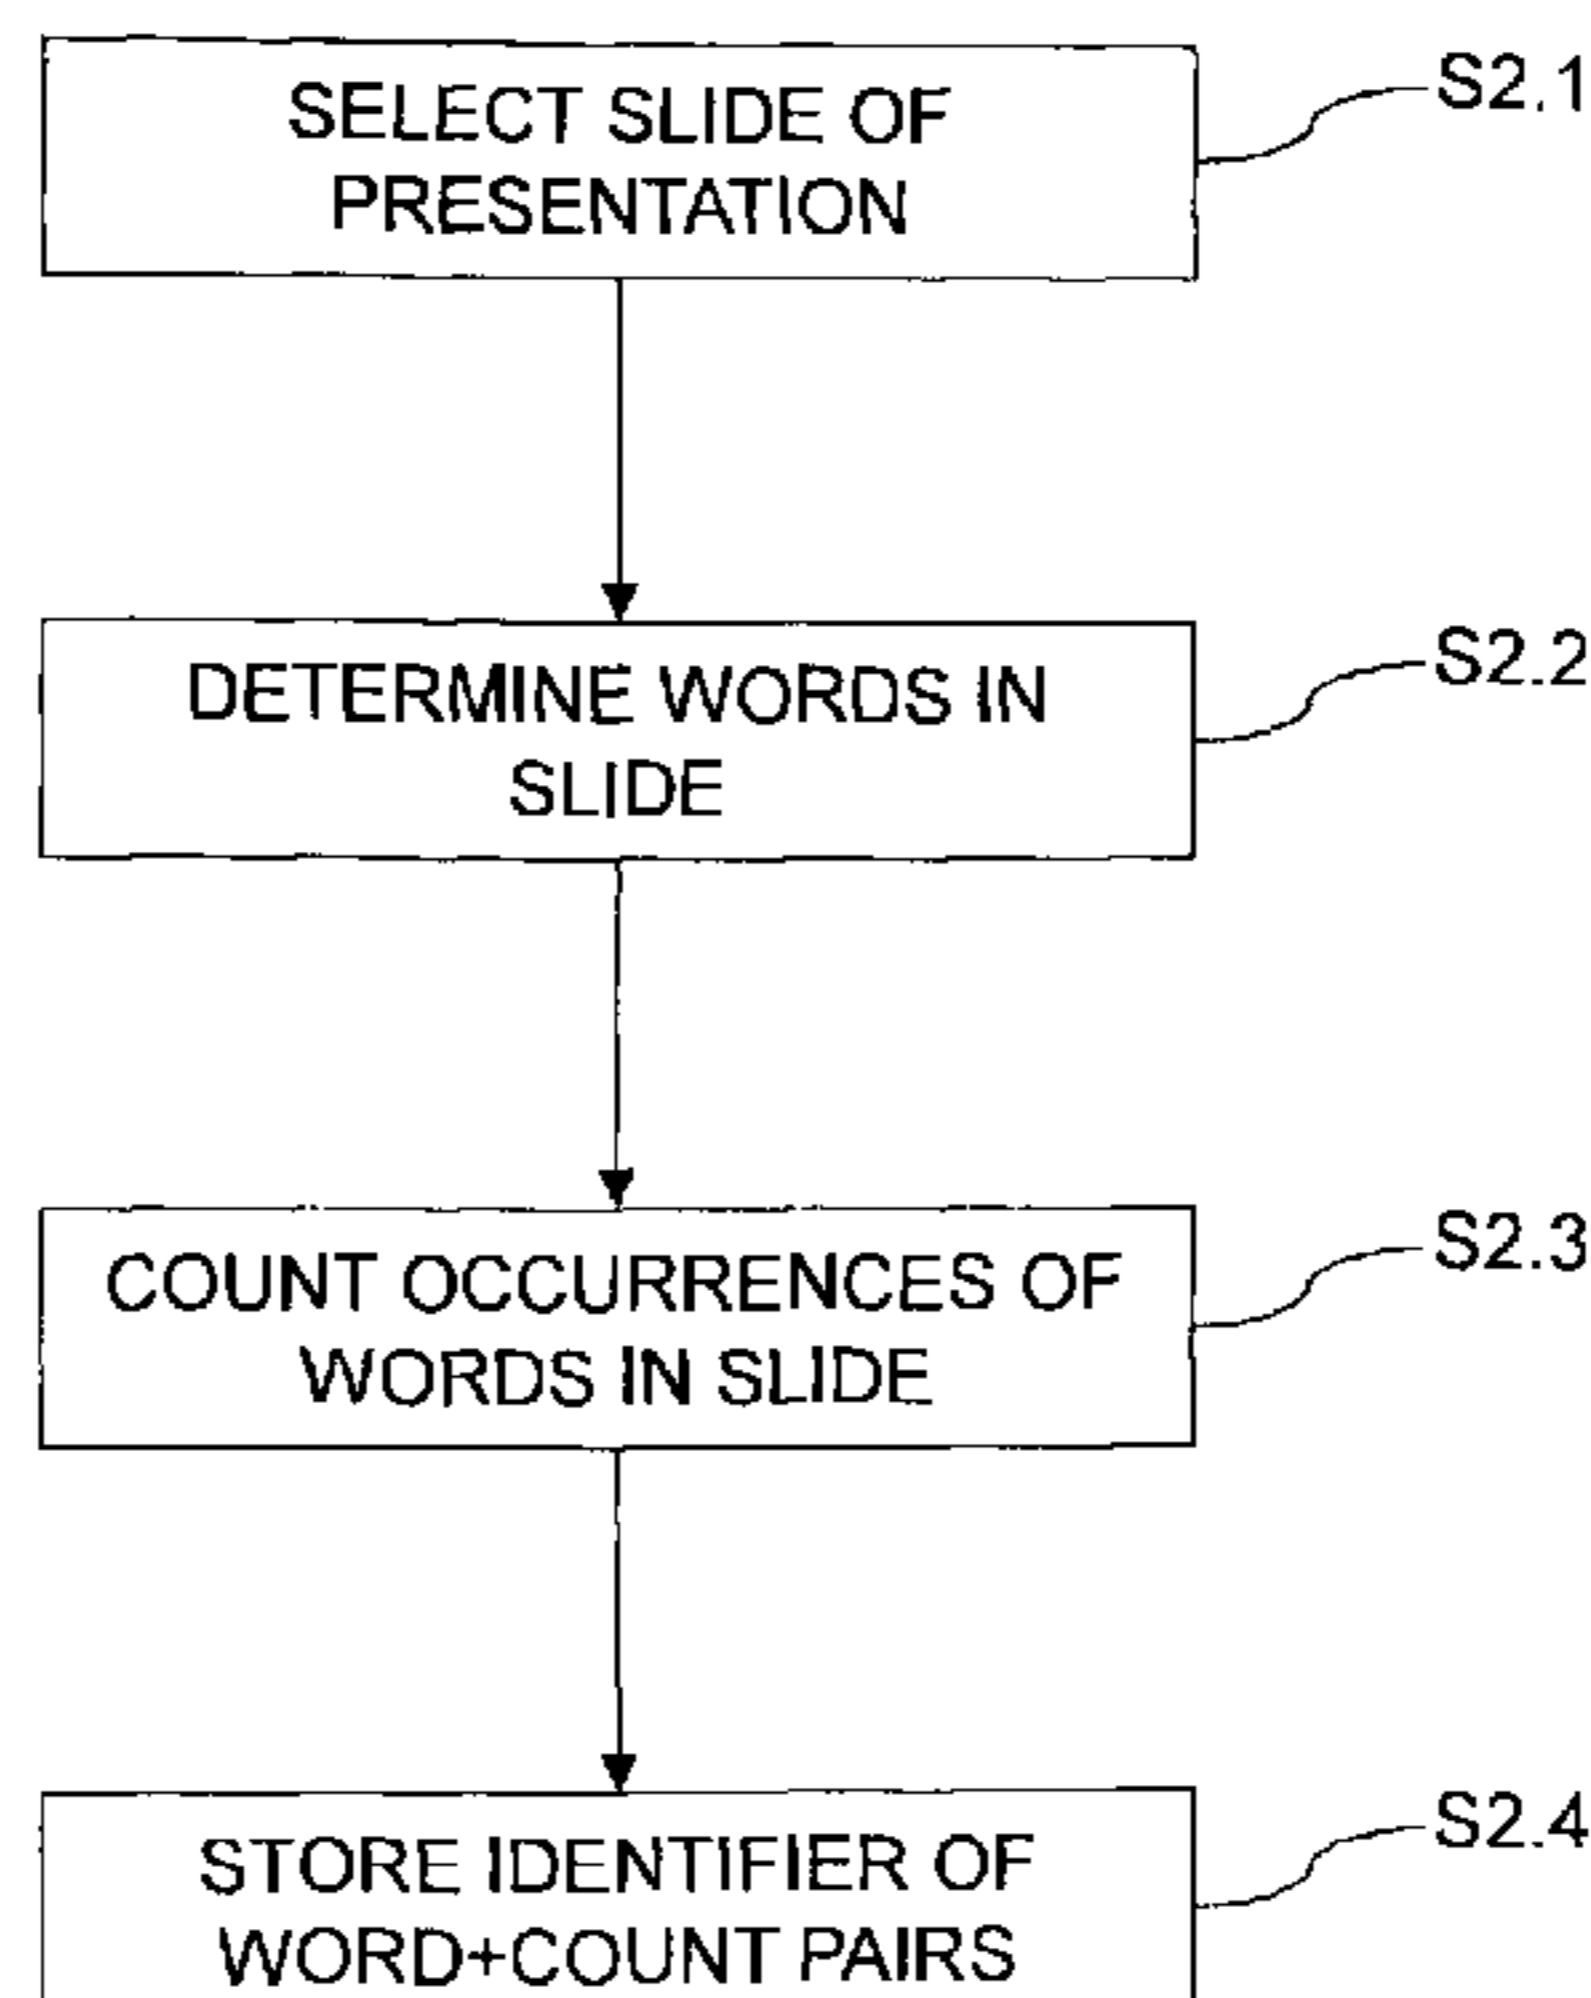 SELECT SLIDE OF
PRESENTATION
S2.1
DETERMINE WORDS IN
SLIDE
S2.2
COUNT OCCURRENCES OF
WORDS IN SLIDE
S2.3
STORE IDENTIFIER OF
WORD+COUNT PAIRS
S2.4